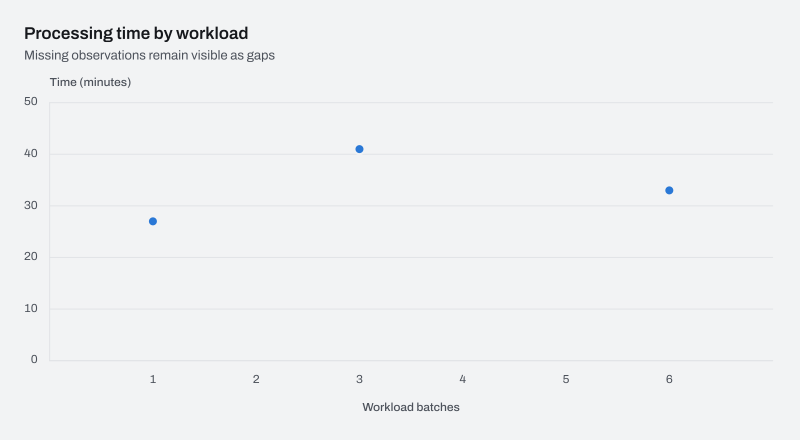 Processing time by workload
Missing observations remain visible as gaps
Time (minutes)
50
40
30
20
10
0
1 2 3 4 5 6
Workload batches